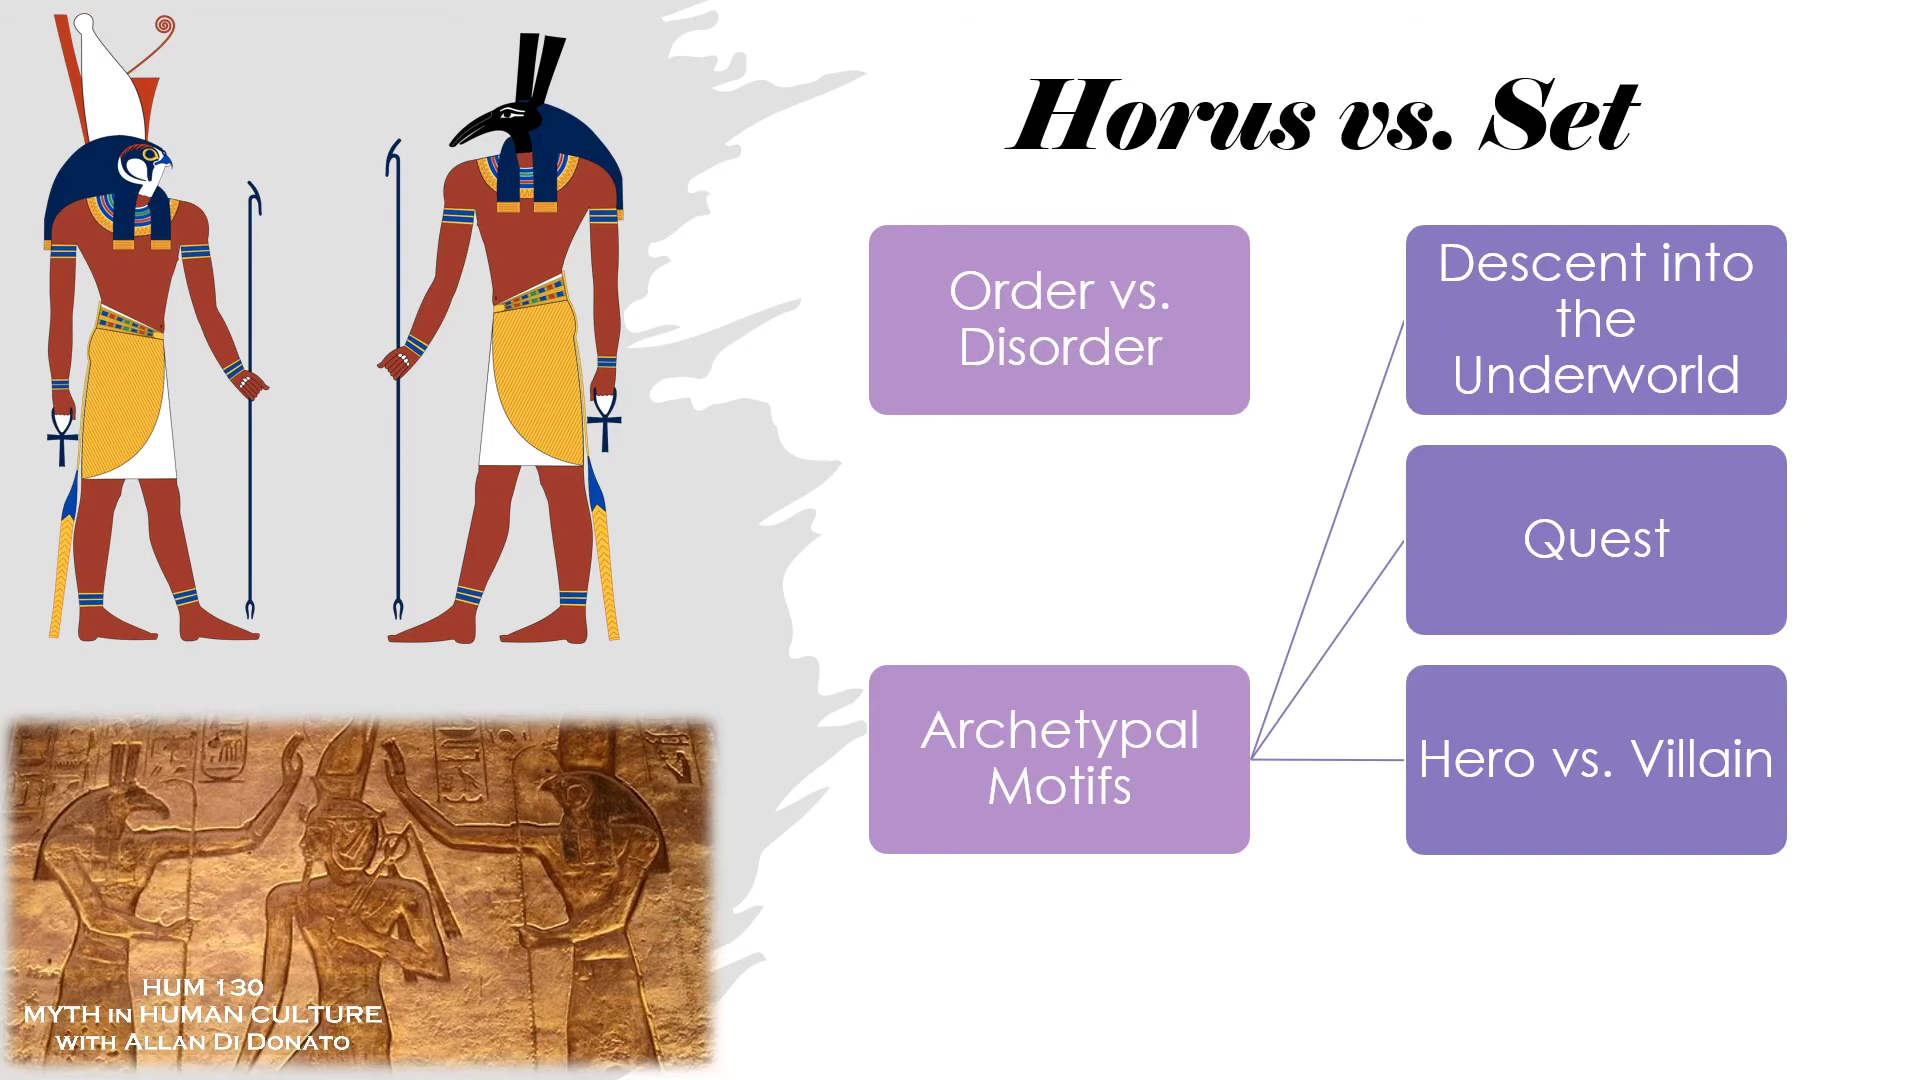 Horus vs. Set
Order vs.
Disorder
Archetypal
Motifs
Descent into
the
Underworld
Quest
Hero vs. Villain
HUM 130
MYTH IN HUMAN CULTURE
WITH ALLAN DI DONATO